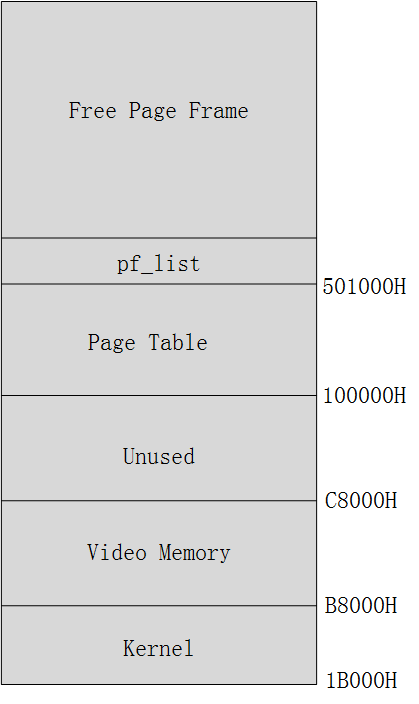 Free Page Frame
pf_list
501000H
Page Table
100000H
Unused
C8000H
Video Memory
B8000H
Kernel
1B000H